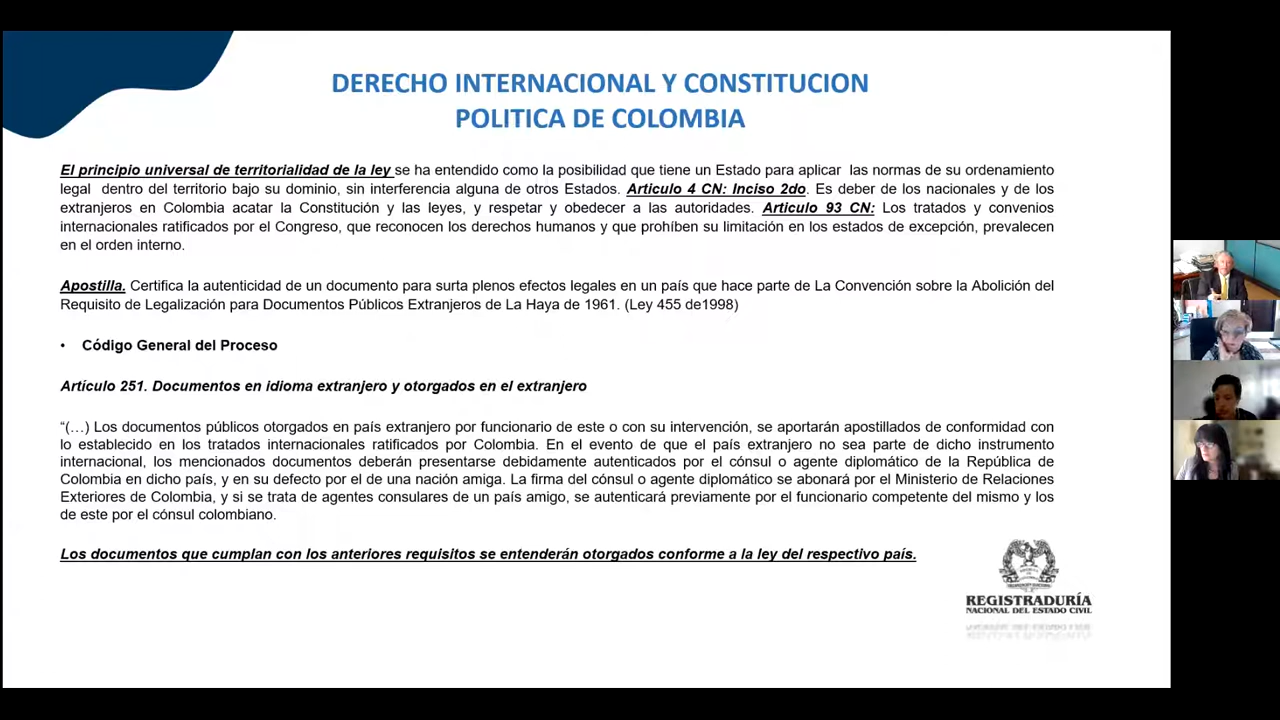 DERECHO INTERNACIONAL Y CONSTITUCION
POLITICA DE COLOMBIA
El principio universal de territorialidad de la ley se ha entendido como la posibilidad que tiene un Estado para aplicar las normas de su ordenamiento
legal dentro del territorio bajo su dominio, sin interferencia alguna de otros Estados. Articulo 4 CN: Inciso 2do. Es deber de los nacionales y de los
extranjeros en Colombia acatar la Constitución y las leyes, y respetar y obedecer a las autoridades. Articulo 93 CN: Los tratados y convenios
internacionales ratificados por el Congreso, que reconocen los derechos humanos y que prohíben su limitación en los estados de excepción, prevalecen
en el orden interno.
Apostilla. Certifica la autenticidad de un documento para surta plenos efectos legales en un país que hace parte de La Convención sobre la Abolición del
Requisito de Legalización para Documentos Públicos Extranjeros de La Haya de 1961. (Ley 455 de1998)
• Código General del Proceso
Artículo 251. Documentos en idioma extranjero y otorgados en el extranjero
“(…) Los documentos públicos otorgados en país extranjero por funcionario de este o con su intervención, se aportarán apostillados de conformidad con
lo establecido en los tratados internacionales ratificados por Colombia. En el evento de que el país extranjero no sea parte de dicho instrumento
internacional, los mencionados documentos deberán presentarse debidamente autenticados por el cónsul o agente diplomático de la República de
Colombia en dicho país, y en su defecto por el de una nación amiga. La firma del cónsul o agente diplomático se abonará por el Ministerio de Relaciones
Exteriores de Colombia, y si se trata de agentes consulares de un país amigo, se autenticará previamente por el funcionario competente del mismo y los
de este por el cónsul colombiano.
Los documentos que cumplan con los anteriores requisitos se entenderán otorgados conforme a la ley del respectivo país.
REGISTRADURÍA
NACIONAL DEL ESTADO CIVIL